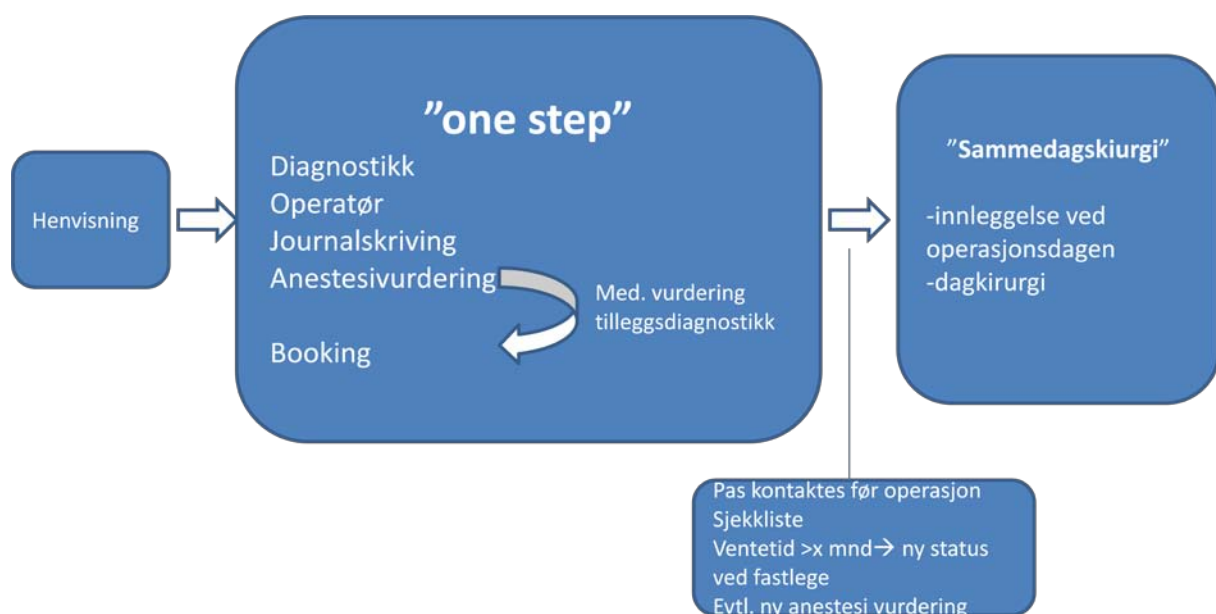 Henvisning
"one step"
Diagnostikk
Operatør
Journalskriving
Anestesivurdering
Med. vurdering
tilleggsdiagnostikk
Booking
"Sammedagskiurgi"
-innleggelse ved
operasjonsdagen
-dagkirurgi
Pas kontaktes før operasjon
Sjekkliste
Ventetid >x mnd→ ny status
ved fastlege
Evtl. ny anestesi vurdering